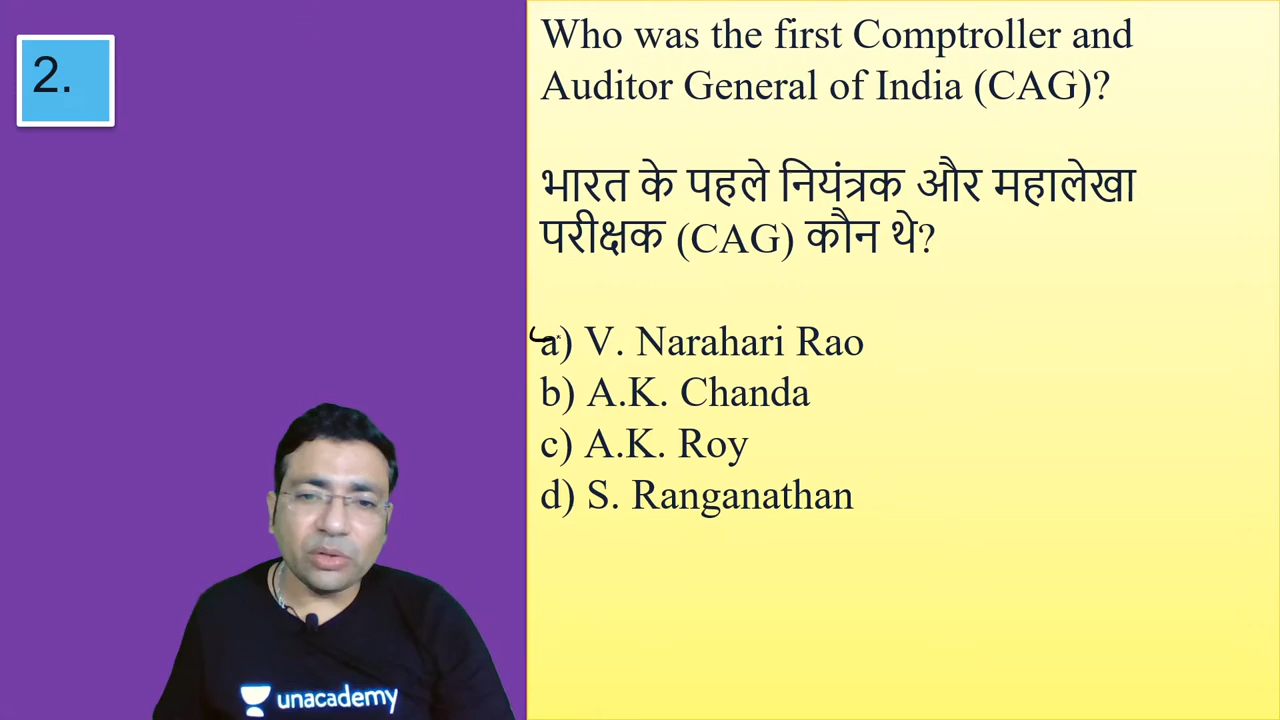 2.
Who was the first Comptroller and
Auditor General of India (CAG)?
भारत के पहले नियंत्रक और महालेखा
परीक्षक (CAG) कौन थे?
a) V. Narahari Rao
b) A.K. Chanda
c) A.K. Roy
d) S. Ranganathan
unacademy